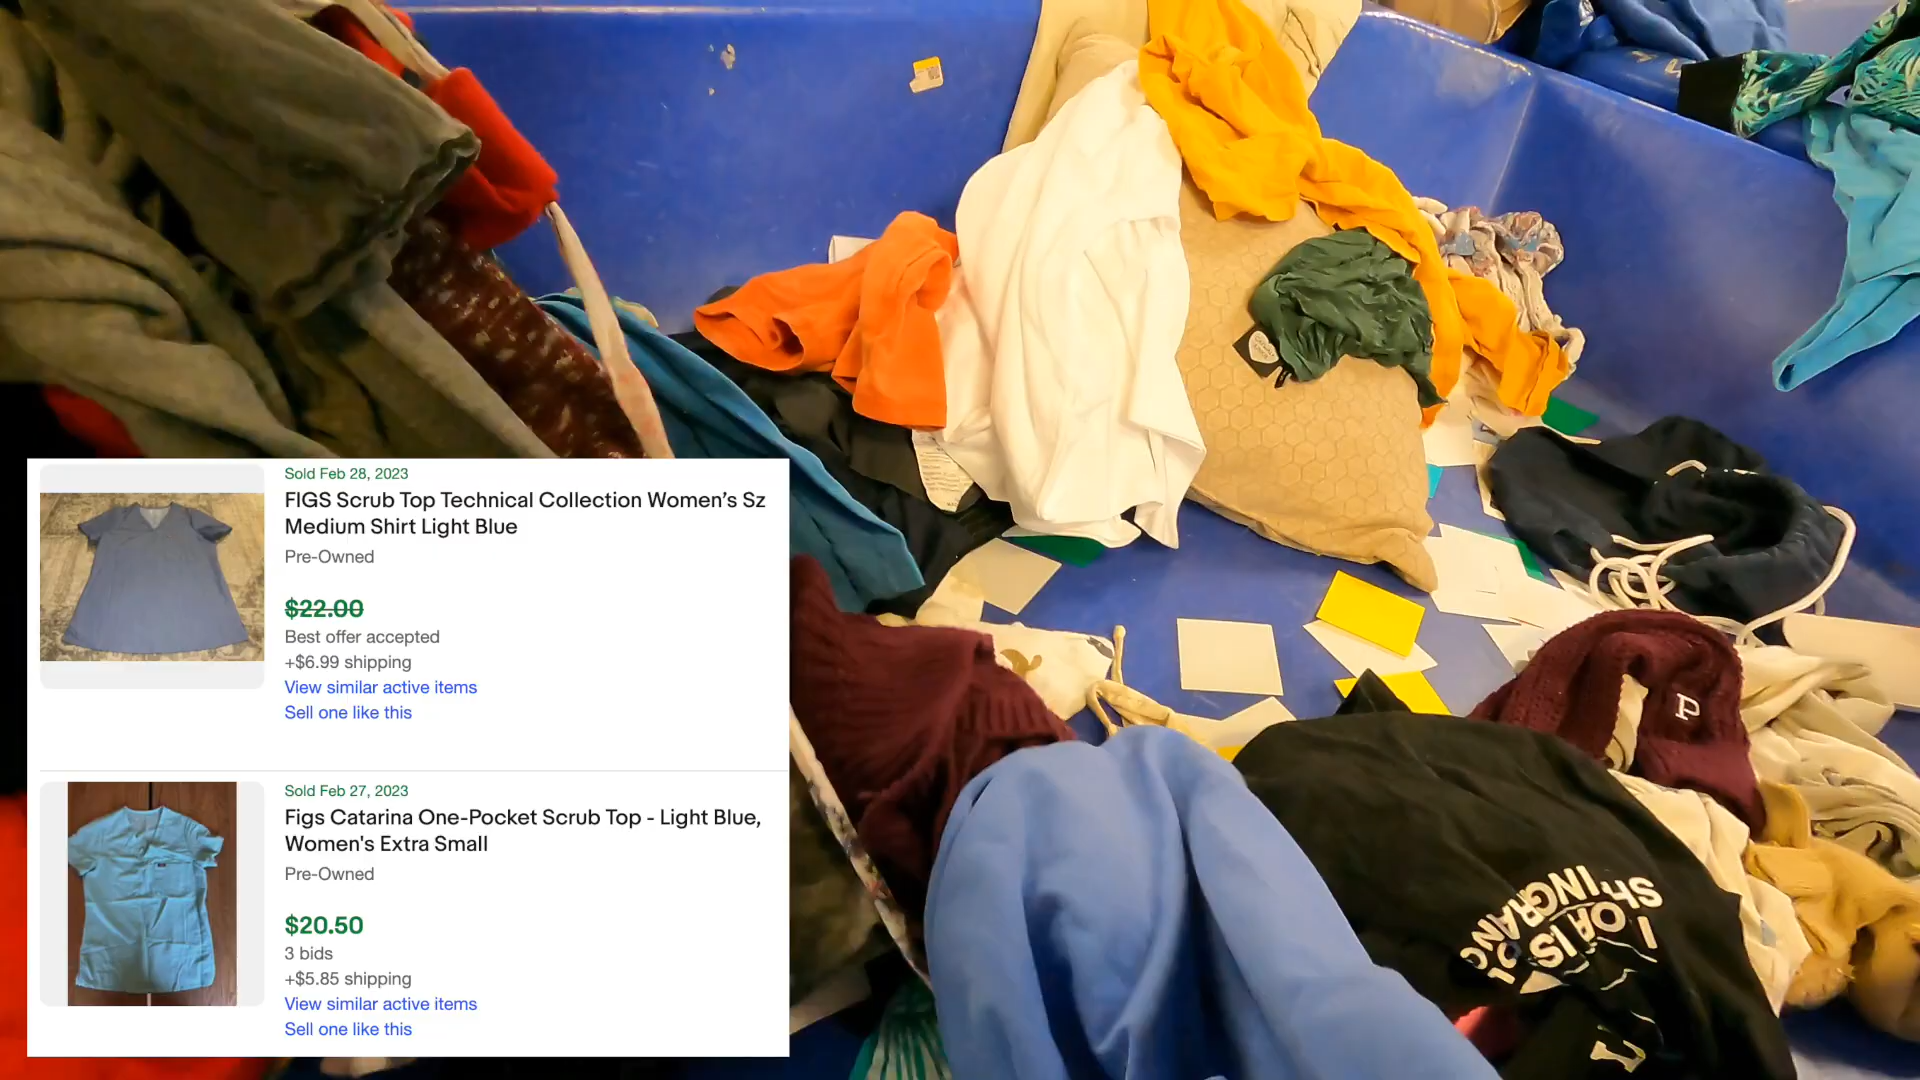 Sold Feb 28, 2023
FIGS Scrub Top Technical Collection Women’s Sz
Medium Shirt Light Blue
Pre-Owned
$22.00
Best offer accepted
+$6.99 shipping
View similar active items
Sell one like this
Sold Feb 27, 2023
Figs Catarina One-Pocket Scrub Top - Light Blue,
Women's Extra Small
Pre-Owned
$20.50
3 bids
+$5.85 shipping
View similar active items
Sell one like this
P